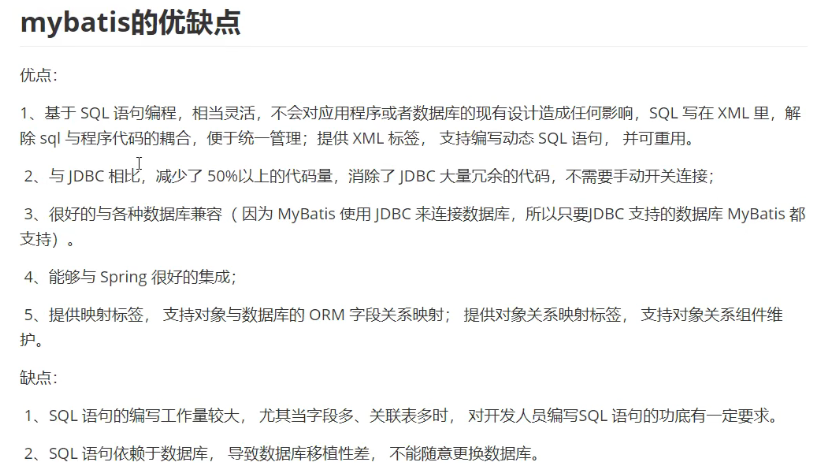 mybatis的优缺点
优点：
1、基于 SQL 语句编程，相当灵活，不会对应用程序或者数据库的现有设计造成任何影响，SQL 写在 XML 里，解
除 sql 与程序代码的耦合，便于统一管理；提供 XML 标签， 支持编写动态 SQL 语句， 并可重用。
2、与 JDBC 相比，减少了 50%以上的代码量，消除了 JDBC 大量冗余的代码，不需要手动开关连接；
3、很好的与各种数据库兼容（ 因为 MyBatis 使用 JDBC 来连接数据库，所以只要JDBC 支持的数据库 MyBatis 都
支持）。
4、能够与 Spring 很好的集成；
5、提供映射标签， 支持对象与数据库的 ORM 字段关系映射； 提供对象关系映射标签， 支持对象关系组件维
护。
缺点：
1、SQL 语句的编写工作量较大， 尤其当字段多、关联表多时， 对开发人员编写SQL 语句的功底有一定要求。
2、SQL 语句依赖于数据库， 导致数据库移植性差， 不能随意更换数据库。